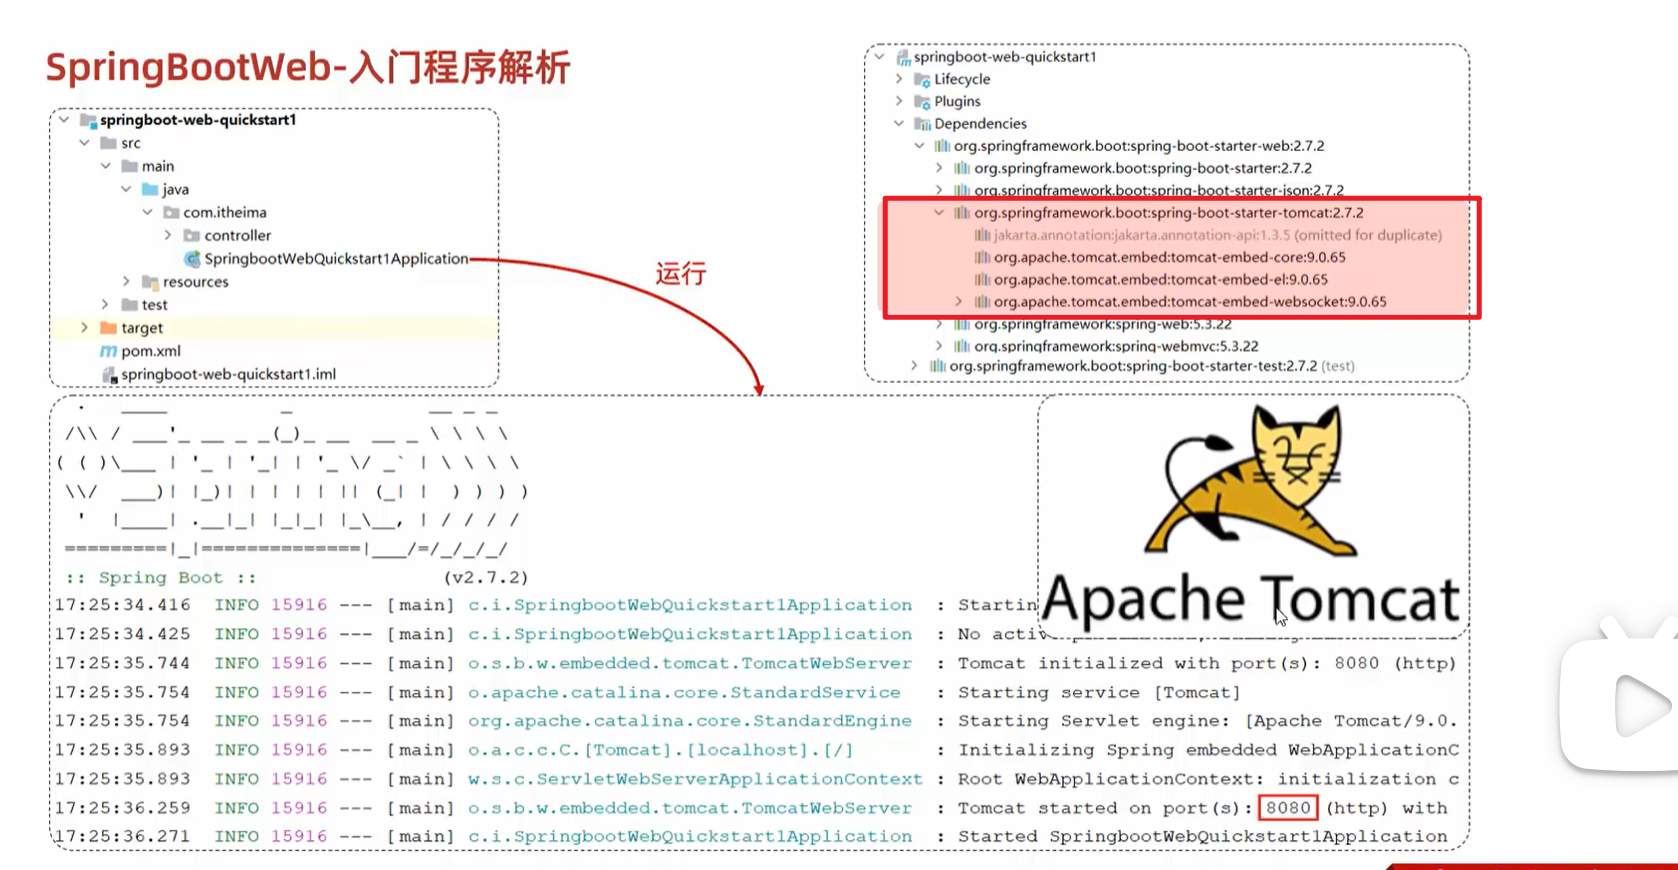 SpringBootWeb-入门程序解析
springboot-web-quickstart1
src
main
java
com.itheima
controller
SpringbootWebQuickstart1Application
resources
test
target
pom.xml
springboot-web-quickstart1.iml
运行
springboot-web-quickstart1
Lifecycle
Plugins
Dependencies
org.springframework.boot:spring-boot-starter-web:2.7.2
org.springframework.boot:spring-boot-starter:2.7.2
org.springframework.boot:spring-boot-starter-json:2.7.2
org.springframework.boot:spring-boot-starter-tomcat:2.7.2
jakarta.annotation:jakarta.annotation-api:1.3.5 (omitted for duplicate)
org.apache.tomcat.embed:tomcat-embed-core:9.0.65
org.apache.tomcat.embed:tomcat-embed-el:9.0.65
org.apache.tomcat.embed:tomcat-embed-websocket:9.0.65
org.springframework:spring-web:5.3.22
org.springframework:spring-webmvc:5.3.22
org.springframework.boot:spring-boot-starter-test:2.7.2 (test)
Apache Tomcat
:: Spring Boot :: (v2.7.2)
17:25:34.416 INFO 15916 --- [main] c.i.SpringbootWebQuickstart1Application : Startin
17:25:34.425 INFO 15916 --- [main] c.i.SpringbootWebQuickstart1Application : No activ
17:25:35.744 INFO 15916 --- [main] o.s.b.w.embedded.tomcat.TomcatWebServer : Tomcat initialized with port(s): 8080 (http)
17:25:35.754 INFO 15916 --- [main] o.apache.catalina.core.StandardService : Starting service [Tomcat]
17:25:35.754 INFO 15916 --- [main] org.apache.catalina.core.StandardEngine : Starting Servlet engine: [Apache Tomcat/9.0.
17:25:35.893 INFO 15916 --- [main] o.a.c.c.C.[Tomcat].[localhost].[/] : Initializing Spring embedded WebApplicationC
17:25:35.893 INFO 15916 --- [main] w.s.c.ServletWebServerApplicationContext : Root WebApplicationContext: initialization c
17:25:36.259 INFO 15916 --- [main] o.s.b.w.embedded.tomcat.TomcatWebServer : Tomcat started on port(s): 8080 (http) with
17:25:36.271 INFO 15916 --- [main] c.i.SpringbootWebQuickstart1Application : Started SpringbootWebQuickstart1Application